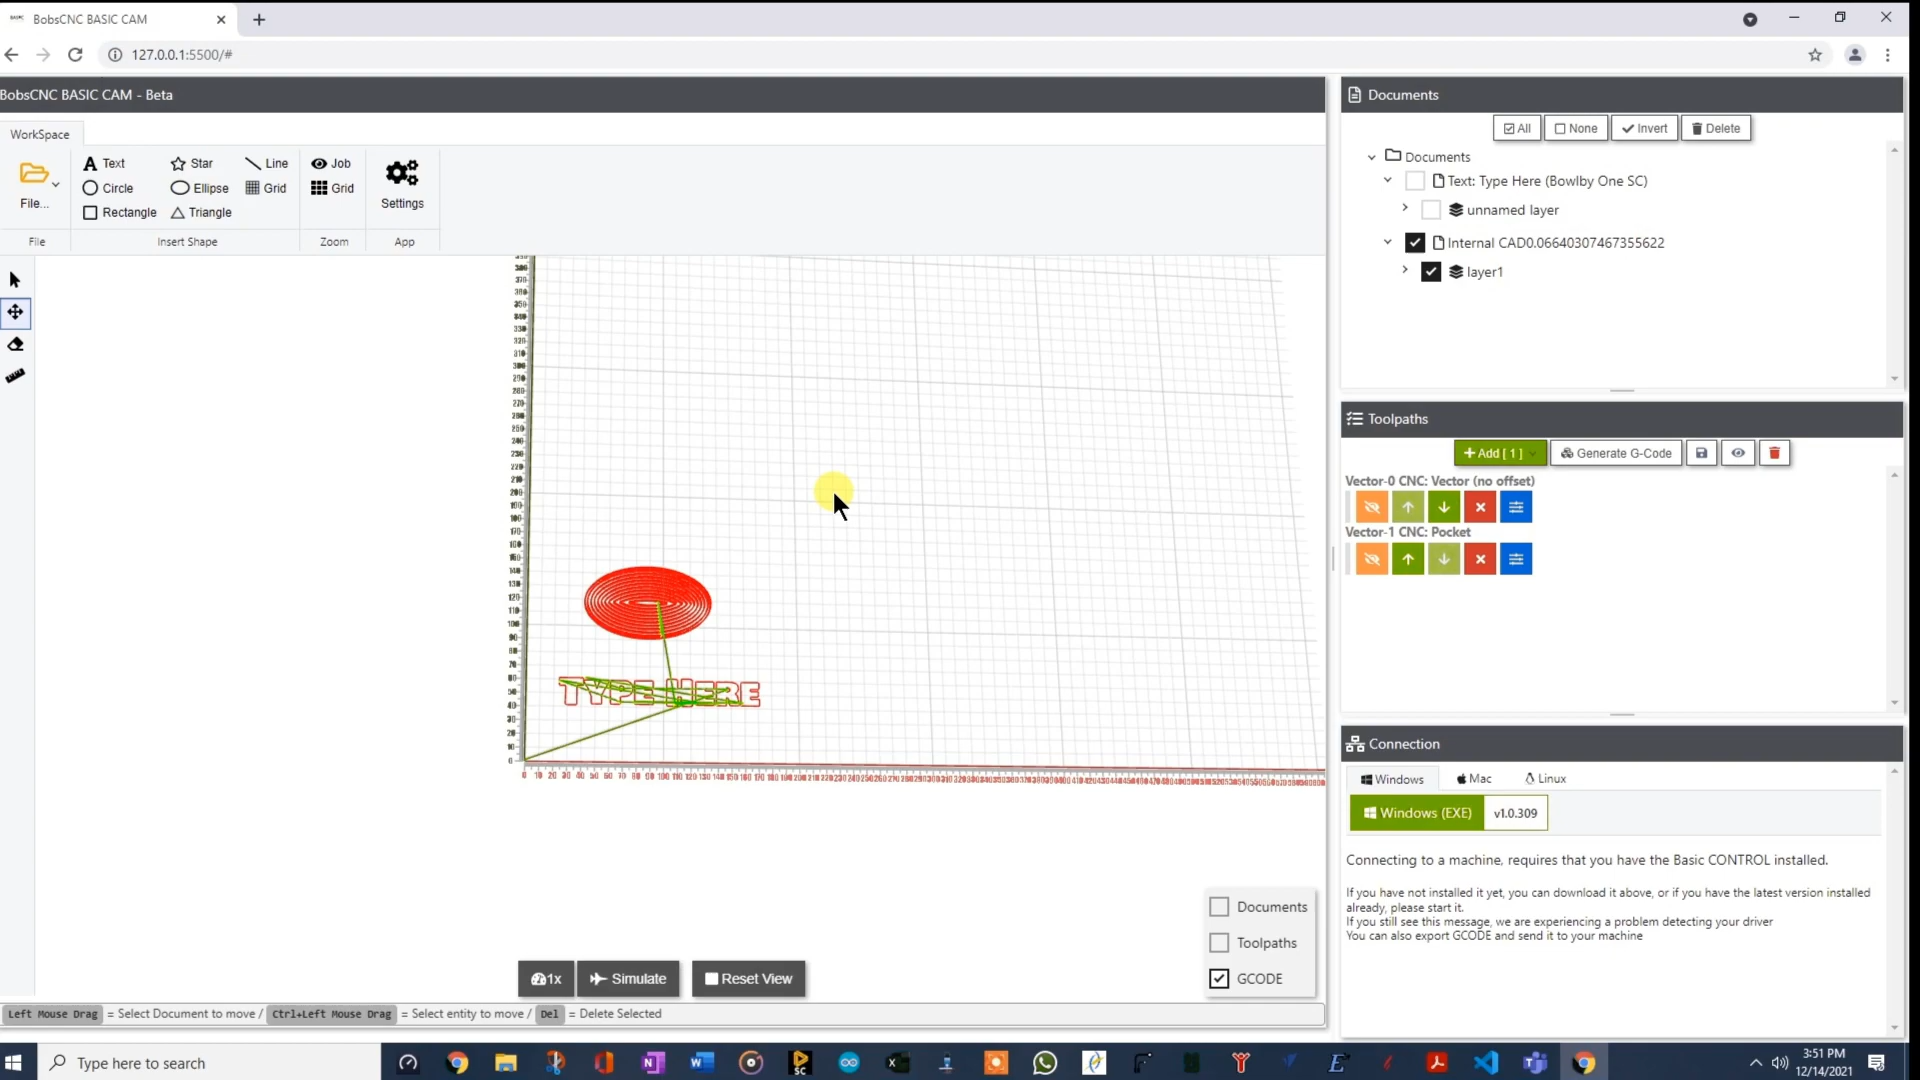 BobsCNC BASIC CAM
127.0.0.1:5500/#
BobsCNC BASIC CAM - Beta
WorkSpace
File...
Text
Circle
Rectangle
Star
Ellipse
Triangle
Line
Grid
Job
Grid
Settings
File
Insert Shape
Zoom
App
TYPE HERE
Documents
Toolpaths
GCODE
1x
Simulate
Reset View
Left Mouse Drag = Select Document to move / Ctrl+Left Mouse Drag = Select entity to move / Del = Delete Selected
Documents
All
None
Invert
Delete
Documents
Text: Type Here (Bowlby One SC)
unnamed layer
Internal CAD0.06640307467355622
layer1
Toolpaths
Add [ 1 ]
Generate G-Code
Vector-0 CNC: Vector (no offset)
Vector-1 CNC: Pocket
Connection
Windows
Mac
Linux
Windows (EXE)
v1.0.309
Connecting to a machine, requires that you have the Basic CONTROL installed.
If you have not installed it yet, you can download it above, or if you have the latest version installed
already, please start it.
If you still see this message, we are experiencing a problem detecting your driver
You can also export GCODE and send it to your machine
Type here to search
3:51 PM
12/14/2021